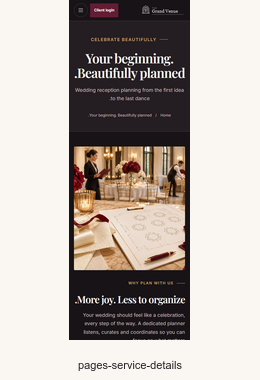 Client login
Grand Venue
CELEBRATE BEAUTIFULLY
Your beginning.
.Beautifully planned
Wedding reception planning from the first idea
.to the last dance
.Your beginning. Beautifully planned / Home
WHY PLAN WITH US
.More joy. Less to organize
Your wedding should feel like a celebration,
every step of the way. A dedicated planner
listens, curates and coordinates so you can
pages-service-details